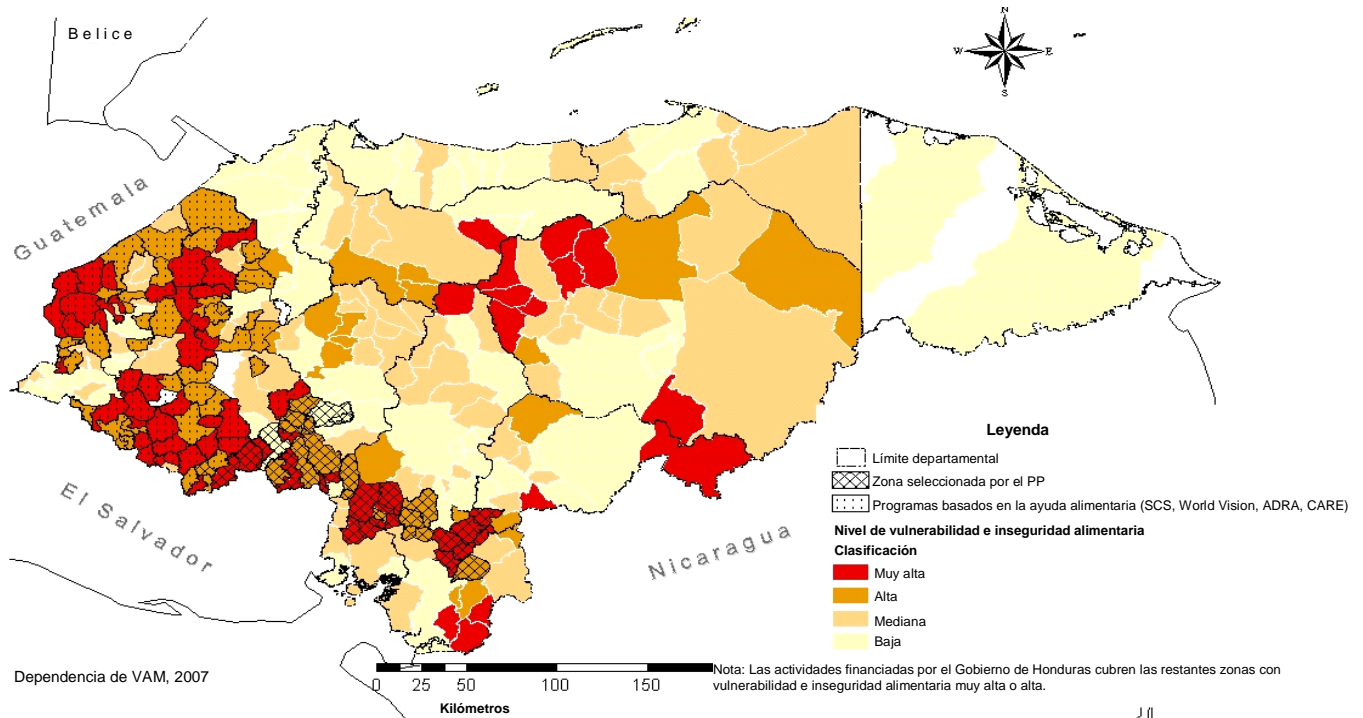 Belice
N
W E
S
Guatemala
El Salvador
Nicaragua
Leyenda
Límite departamental
Zona seleccionada por el PP
Programas basados en la ayuda alimentaria (SCS, World Vision, ADRA, CARE)
Nivel de vulnerabilidad e inseguridad alimentaria
Clasificación
Muy alta
Alta
Mediana
Baja
Dependencia de VAM, 2007
0 25 50 100 150
Kilómetros
Nota: Las actividades financiadas por el Gobierno de Honduras cubren las restantes zonas con
vulnerabilidad e inseguridad alimentaria muy alta o alta.